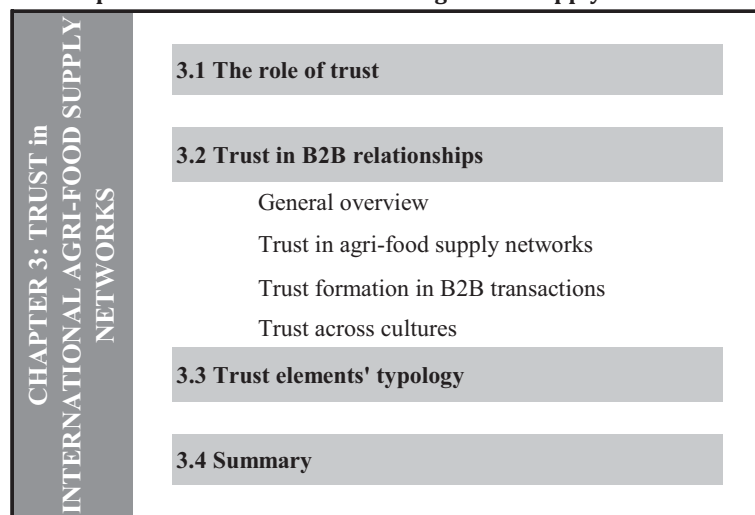 CHAPTER 3: TRUST in
INTERNATIONAL AGRI-FOOD SUPPLY
NETWORKS
3.1 The role of trust
3.2 Trust in B2B relationships
General overview
Trust in agri-food supply networks
Trust formation in B2B transactions
Trust across cultures
3.3 Trust elements' typology
3.4 Summary